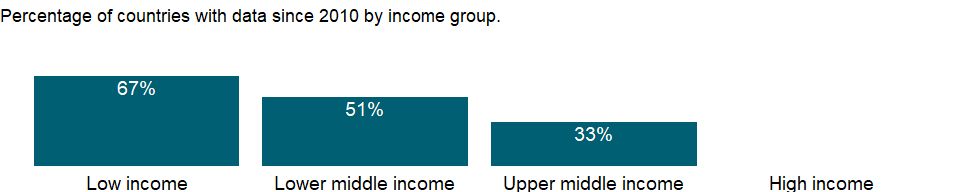 Percentage of countries with data since 2010 by income group.
67%
51%
33%
Low income
Lower middle income
Upper middle income
High income